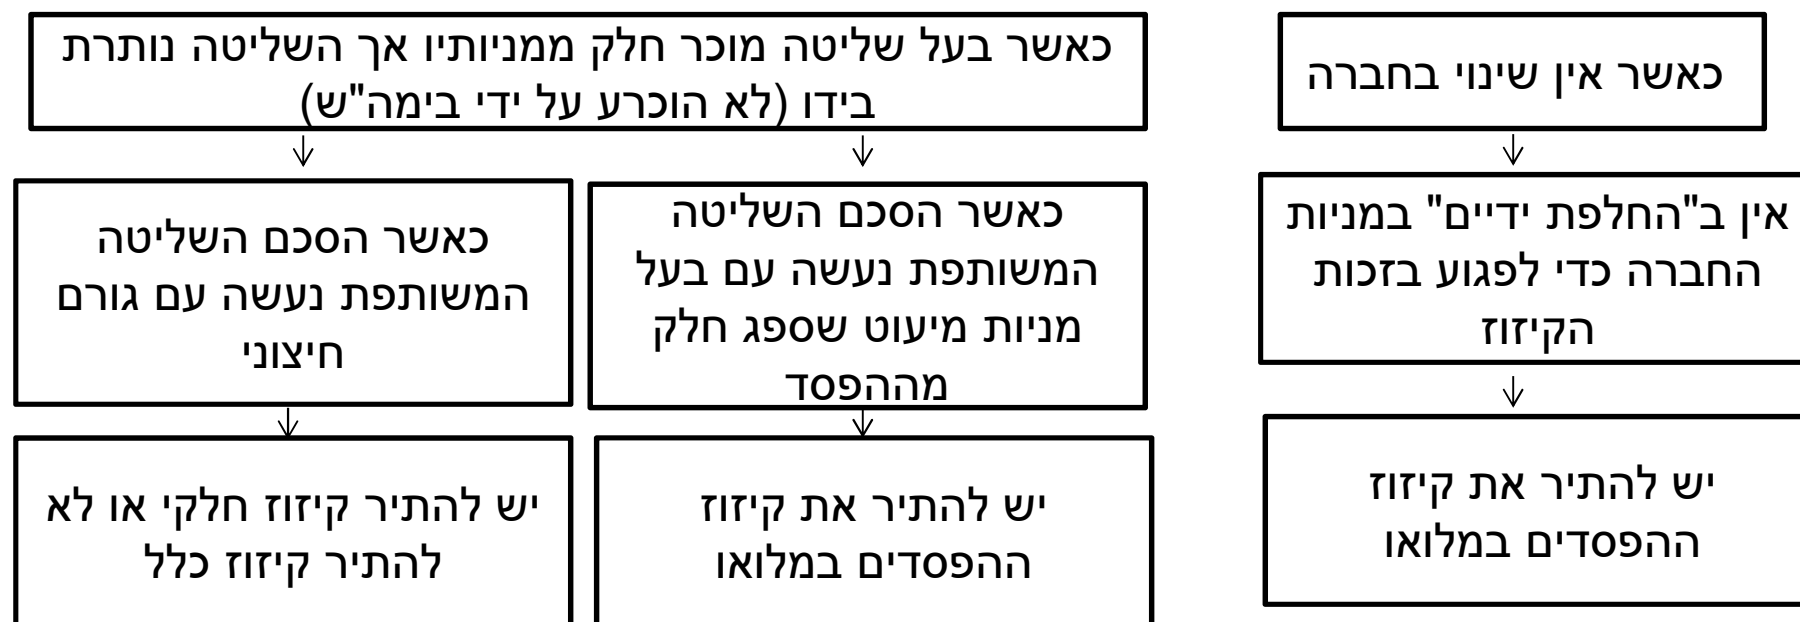 כאשר אין שינוי בחברה
אין ב"החלפת ידיים" במניות
החברה כדי לפגוע בזכות
הקיזוז
יש להתיר את קיזוז
ההפסדים במלואו
כאשר בעל שליטה מוכר חלק ממניותיו אך השליטה נותרת
בידו (לא הוכרע על ידי בימה"ש)
כאשר הסכם השליטה
המשותפת נעשה עם בעל
מניות מיעוט שספג חלק
מההפסד
יש להתיר את קיזוז
ההפסדים במלואו
כאשר הסכם השליטה
המשותפת נעשה עם גורם
חיצוני
יש להתיר קיזוז חלקי או לא
להתיר קיזוז כלל